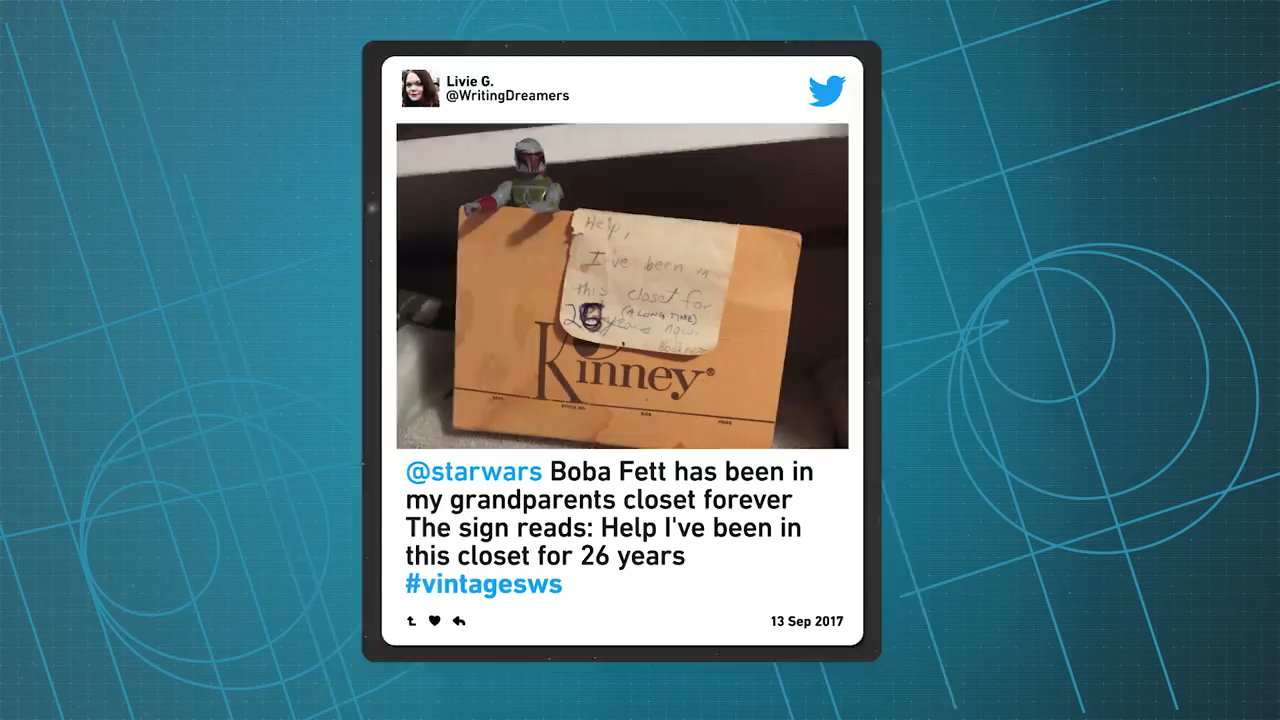 Livie G.
@WritingDreamers
Help,
I've been in
this closet for
(A LONG TIME)
26 years now.
Kinney®
@starwars Boba Fett has been in
my grandparents closet forever
The sign reads: Help I've been in
this closet for 26 years
#vintagesws
13 Sep 2017